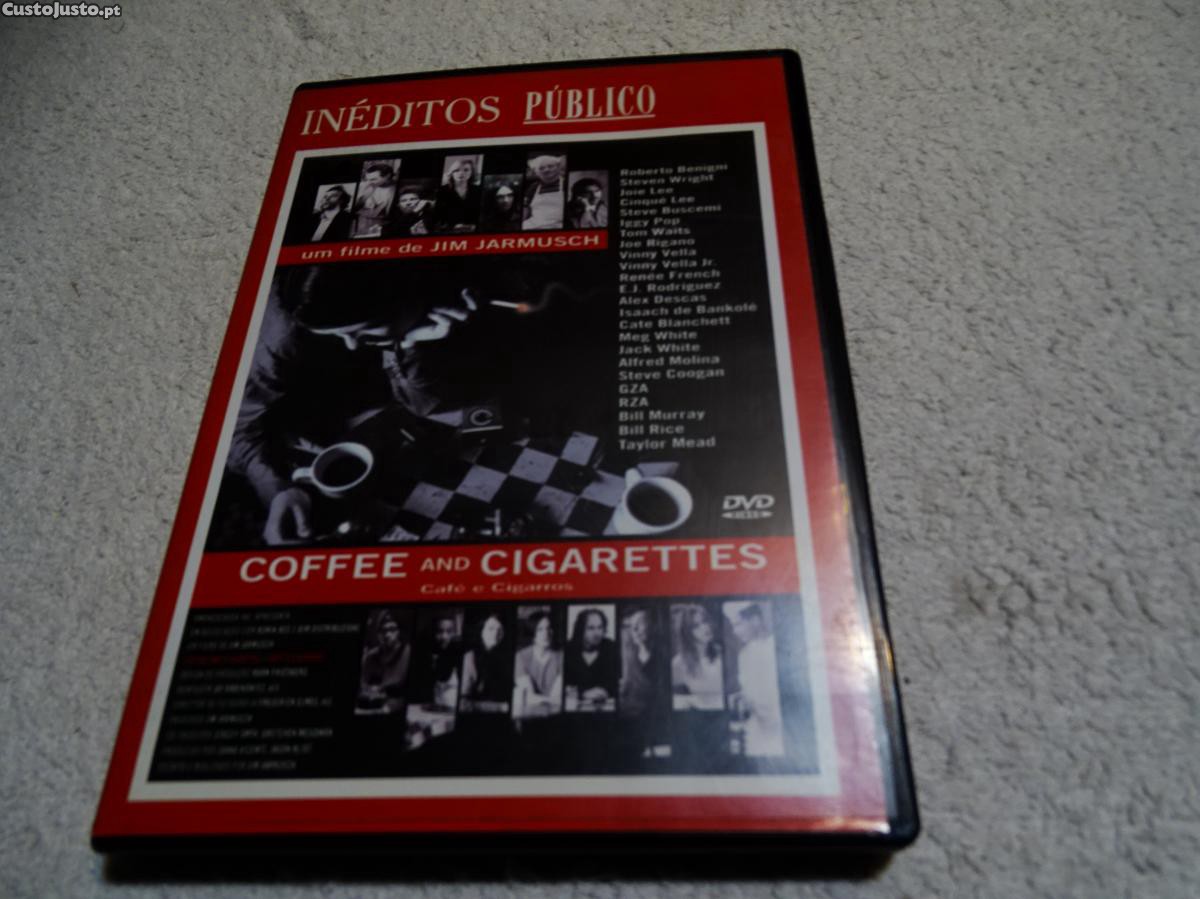 CustoJusto.pt
INÉDITOS PÚBLICO
Roberto Benigni
Steven Wright
Joie Lee
Cinqué Lee
Steve Buscemi
Iggy Pop
Tom Waits
Joe Rigano
Vinny Vella
Vinny Vella Jr.
Renée French
E.J. Rodriguez
Alex Descas
Isaach de Bankolé
Cate Blanchett
Meg White
Jack White
Alfred Molina
Steve Coogan
GZA
RZA
Bill Murray
Bill Rice
Taylor Mead
um filme de JIM JARMUSCH
DVD
VIDEO
COFFEE AND CIGARETTES
Café e Cigarros